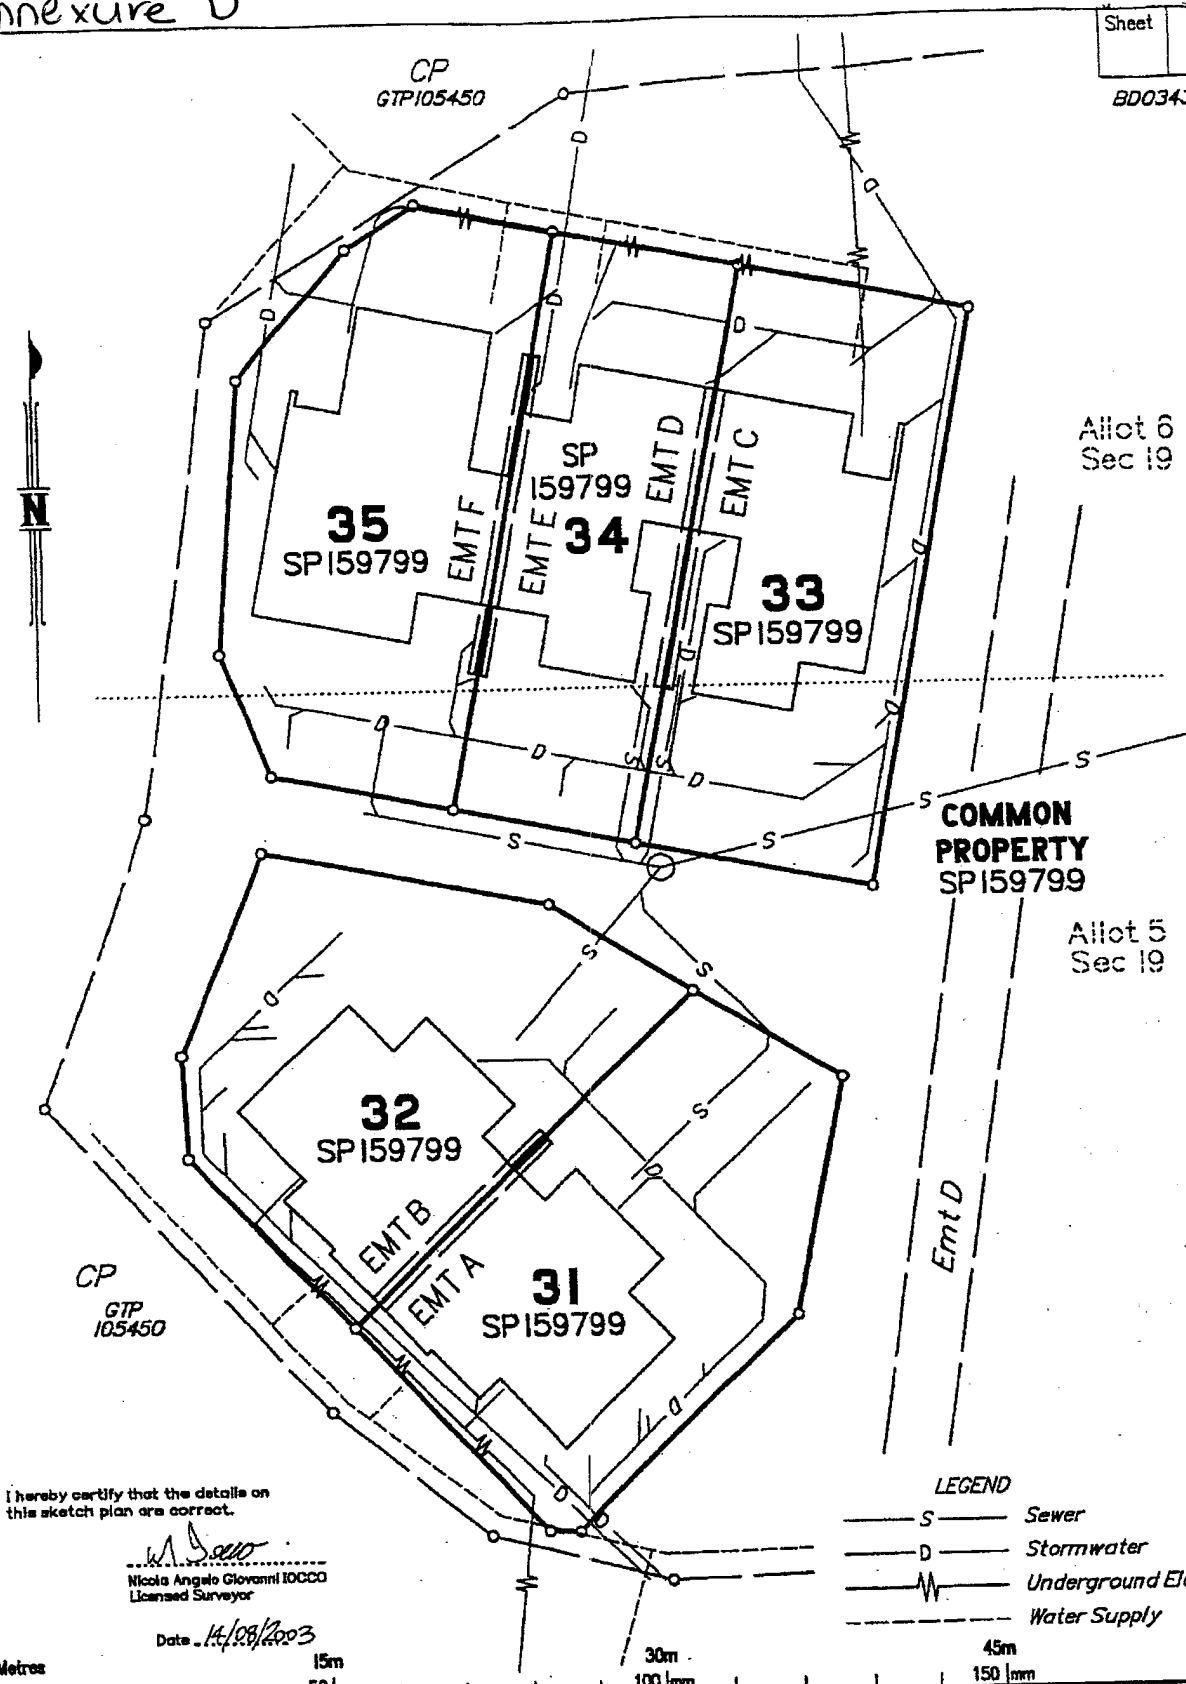 Annexure D
Sheet
CP
GTP105450
D
D
Allot 6
Sec 19
N
SP
159799
34
35
SP159799
33
SP159799
EMT F
EMT E
EMT D
EMT C
D
D
D
D
D
D
D
D
D
S
S
S
S
S
S
COMMON
PROPERTY
SP159799
Allot 5
Sec 19
S
S
D
32
SP159799
S
D
EMT B
EMT A
31
SP159799
Emt D
CP
GTP
105450
D
D
I hereby certify that the details on
this sketch plan are correct.
Nicola Angelo Giovanni IOCCO
Licensed Surveyor
Date 14/08/2003
LEGEND
S Sewer
D Stormwater
Underground
Water Supply
Metres
15m
30m
45m
100 mm
150 mm